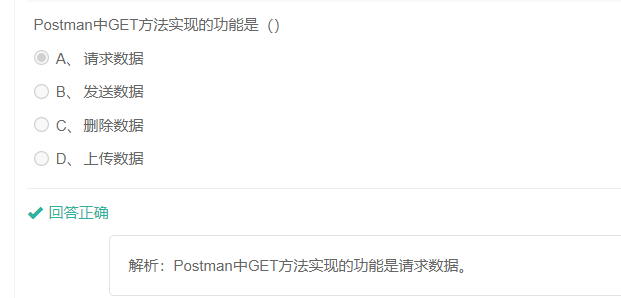 Postman中GET方法实现的功能是（）
A、 请求数据
B、 发送数据
C、 删除数据
D、 上传数据
回答正确
解析：Postman中GET方法实现的功能是请求数据。